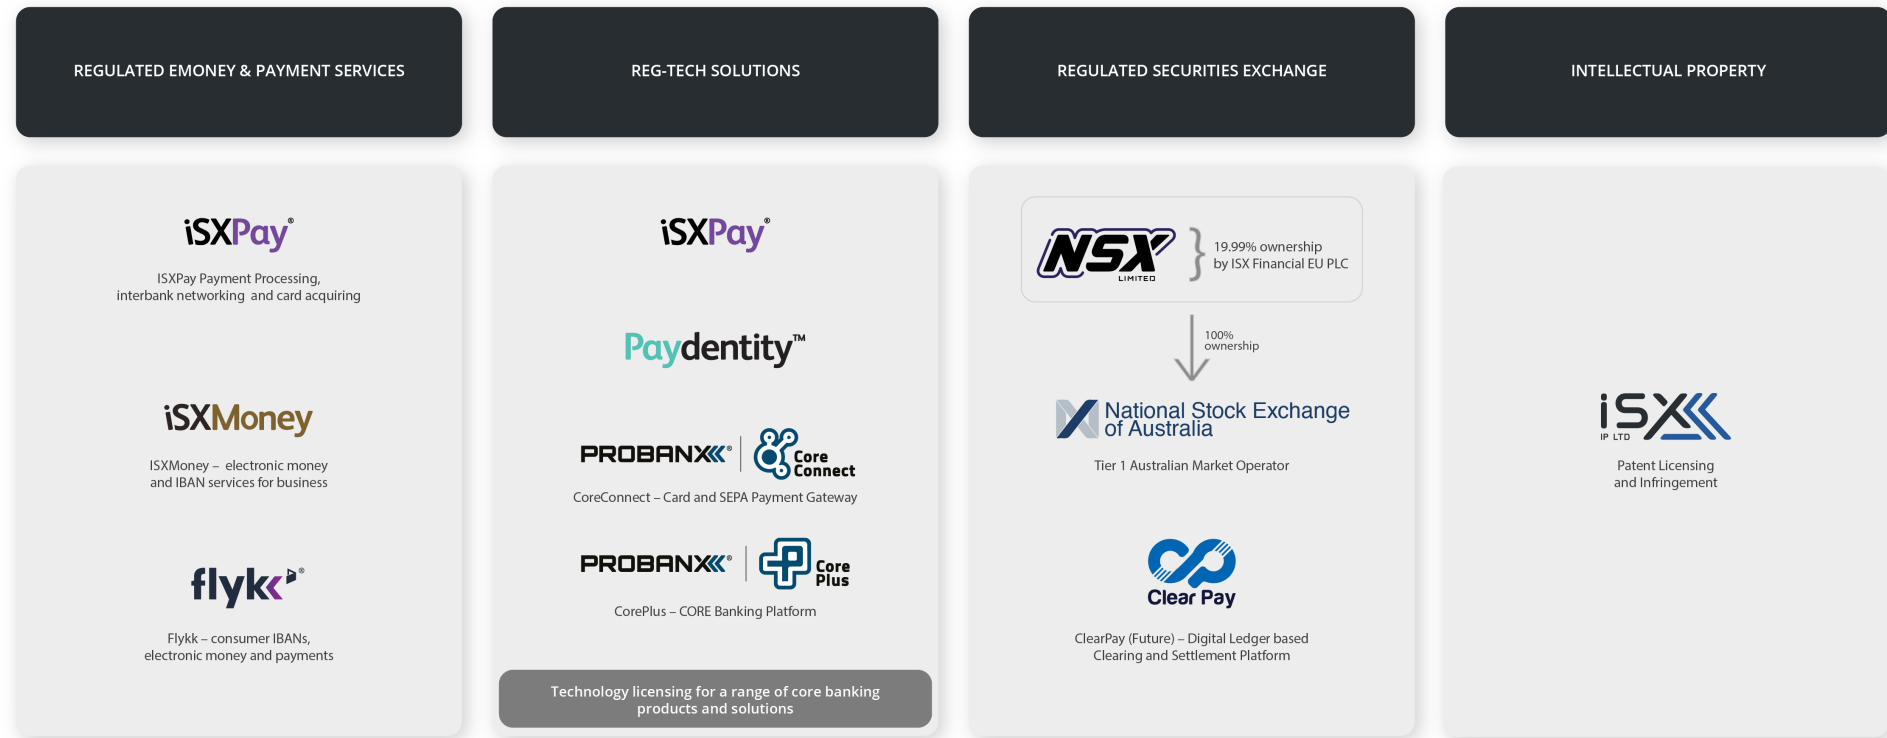 REGULATED EMONEY & PAYMENT SERVICES
REG-TECH SOLUTIONS
REGULATED SECURITIES EXCHANGE
INTELLECTUAL PROPERTY
iSXPay®
ISXPay Payment Processing,
interbank networking and card acquiring
iSXMoney
ISXMoney – electronic money
and IBAN services for business
flykk®
Flykk – consumer IBANs,
electronic money and payments
iSXPay®
Paydentity™
PROBANX®
Core
Connect
CoreConnect – Card and SEPA Payment Gateway
PROBANX®
Core
Plus
CorePlus – CORE Banking Platform
Technology licensing for a range of core banking
products and solutions
NSX
LIMITED
19.99% ownership
by ISX Financial EU PLC
100%
ownership
National Stock Exchange
of Australia
Tier 1 Australian Market Operator
Clear Pay
ClearPay (Future) – Digital Ledger based
Clearing and Settlement Platform
iSX
IP LTD
Patent Licensing
and Infringement